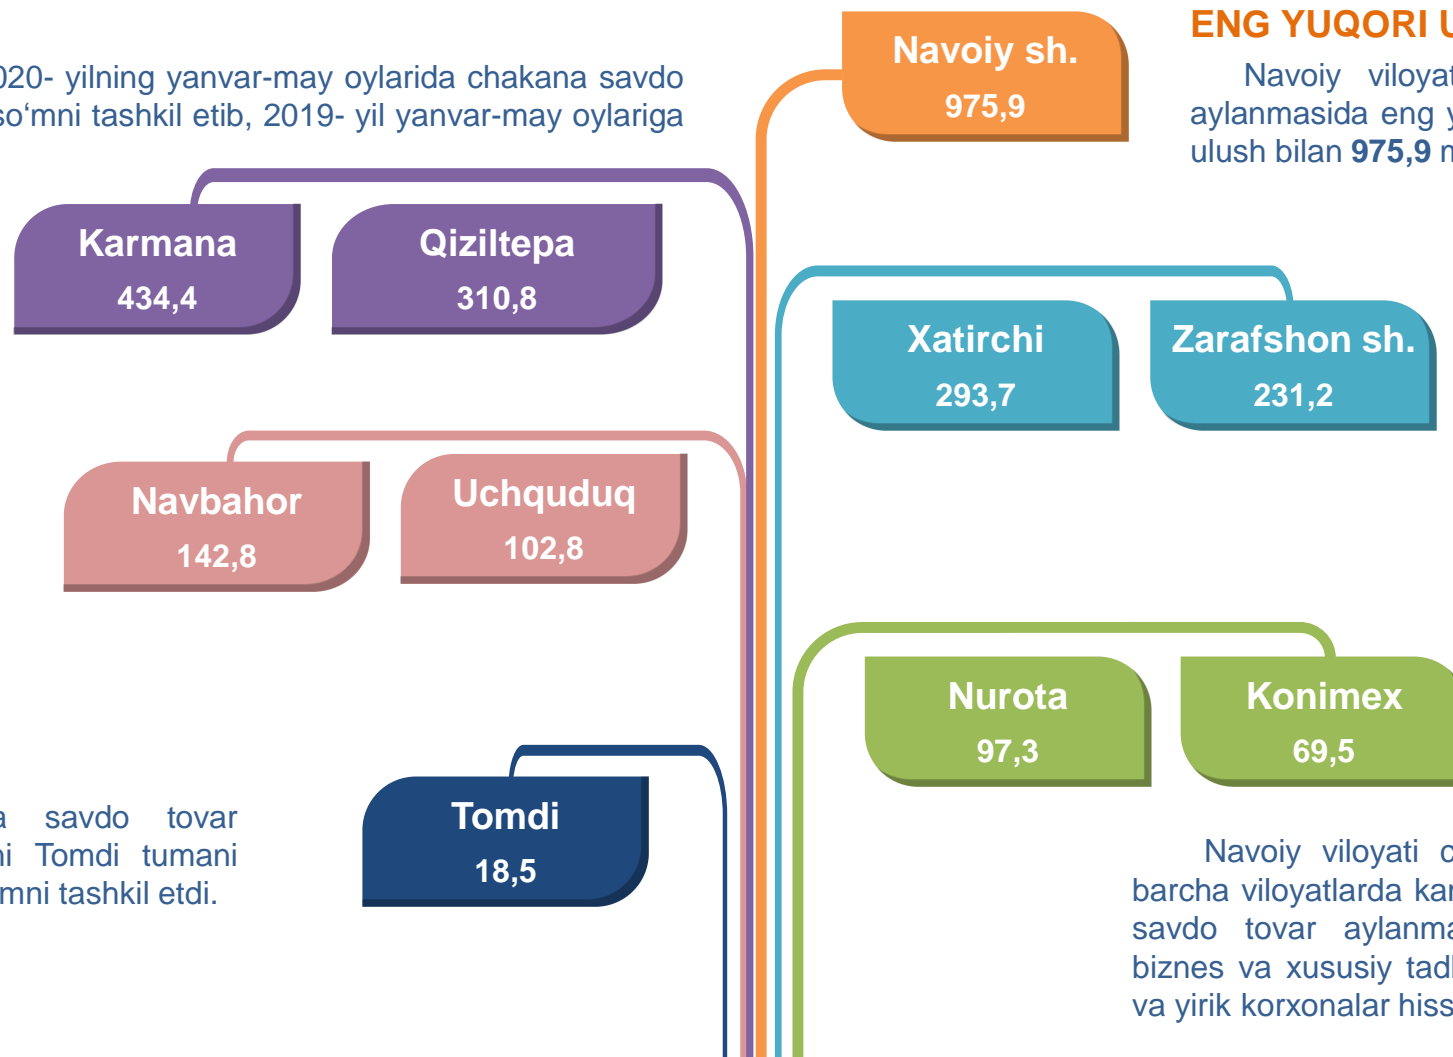 2020- yilning yanvar-may oylarida chakana savdo
so‘mni tashkil etib, 2019- yil yanvar-may oylariga
Navoiy sh.
975,9
ENG YUQORI
Navoiy viloyat
aylanmasida eng
ulush bilan 975,9
Karmana
434,4
Qiziltepa
310,8
Xatirchi
293,7
Zarafshon sh.
231,2
Navbahor
142,8
Uchquduq
102,8
Nurota
97,3
Konimex
69,5
Tomdi
18,5
savdo tovar
Tomdi tumani
tashkil etdi.
Navoiy viloyati
barcha viloyatlarda
savdo tovar
biznes va xususiy
va yirik korxonalar